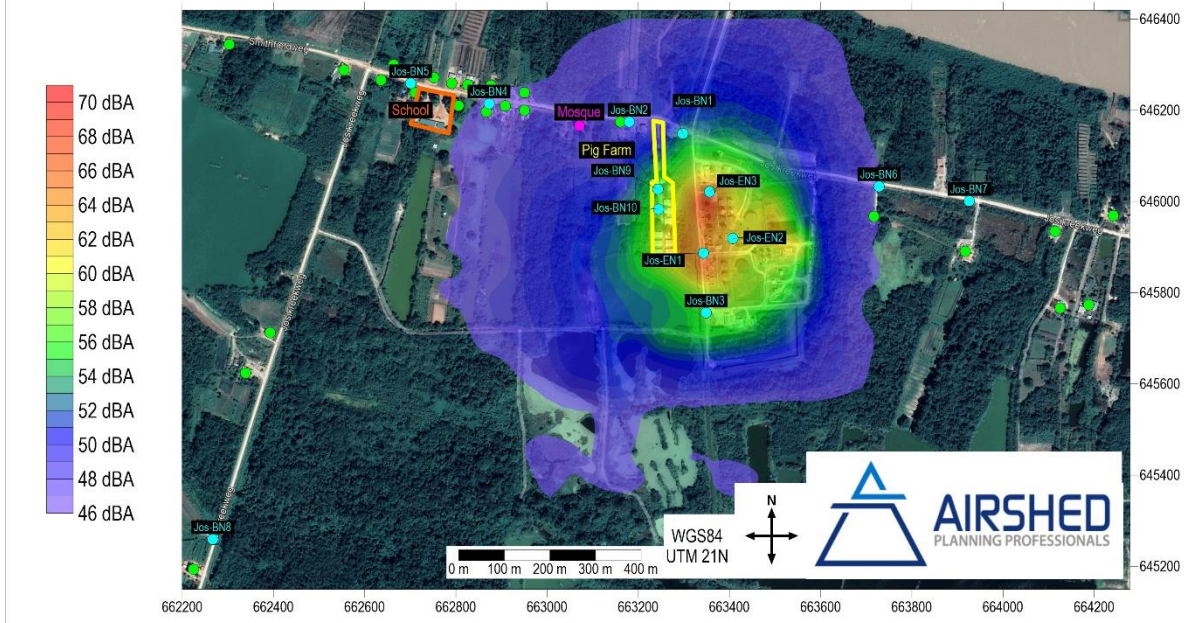 70 dBA
68 dBA
66 dBA
64 dBA
62 dBA
60 dBA
58 dBA
56 dBA
54 dBA
52 dBA
50 dBA
48 dBA
46 dBA
Smithfieldweg
Jos-BN5
School
Jos-BN4
Mosque
Jos-BN2
Jos-BN1
Pig Farm
Jos-BN9
Jos-BN10
Jos-EN3
Jos-EN2
Jos-EN1
Jos-BN3
Jos-BN6
Jos-BN7
Josikreekweg
Jos-BN8
WGS84
UTM 21N
N
0 m
100 m
200 m
300 m
400 m
AIRSHED
PLANNING PROFESSIONALS
646400
646200
646000
645800
645600
645400
645200
662200
662400
662600
662800
663000
663200
663400
663600
663800
664000
664200